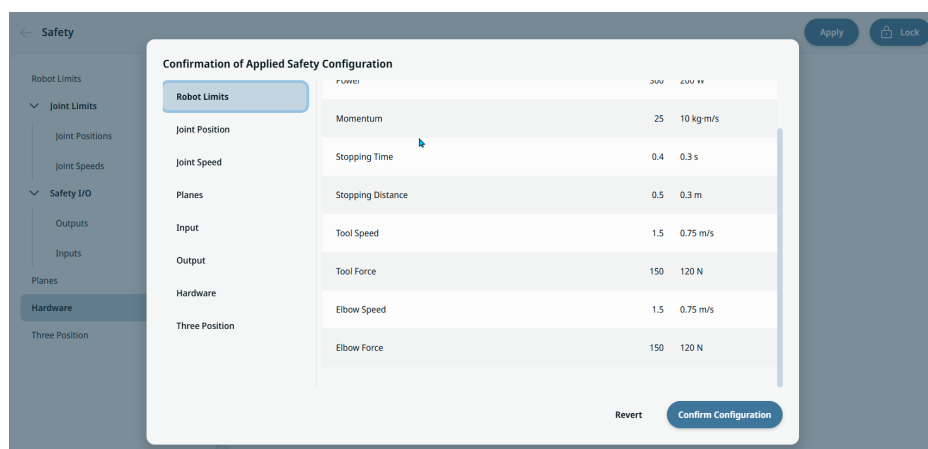 Safety
Apply
Lock
Robot Limits
Joint Limits
Joint Positions
Joint Speeds
Safety I/O
Outputs
Inputs
Planes
Hardware
Three Position
Confirmation of Applied Safety Configuration
Robot Limits
Joint Position
Joint Speed
Planes
Input
Output
Hardware
Three Position
Power 300 200 W
Momentum 25 10 kg·m/s
Stopping Time 0.4 0.3 s
Stopping Distance 0.5 0.3 m
Tool Speed 1.5 0.75 m/s
Tool Force 150 120 N
Elbow Speed 1.5 0.75 m/s
Elbow Force 150 120 N
Revert
Confirm Configuration